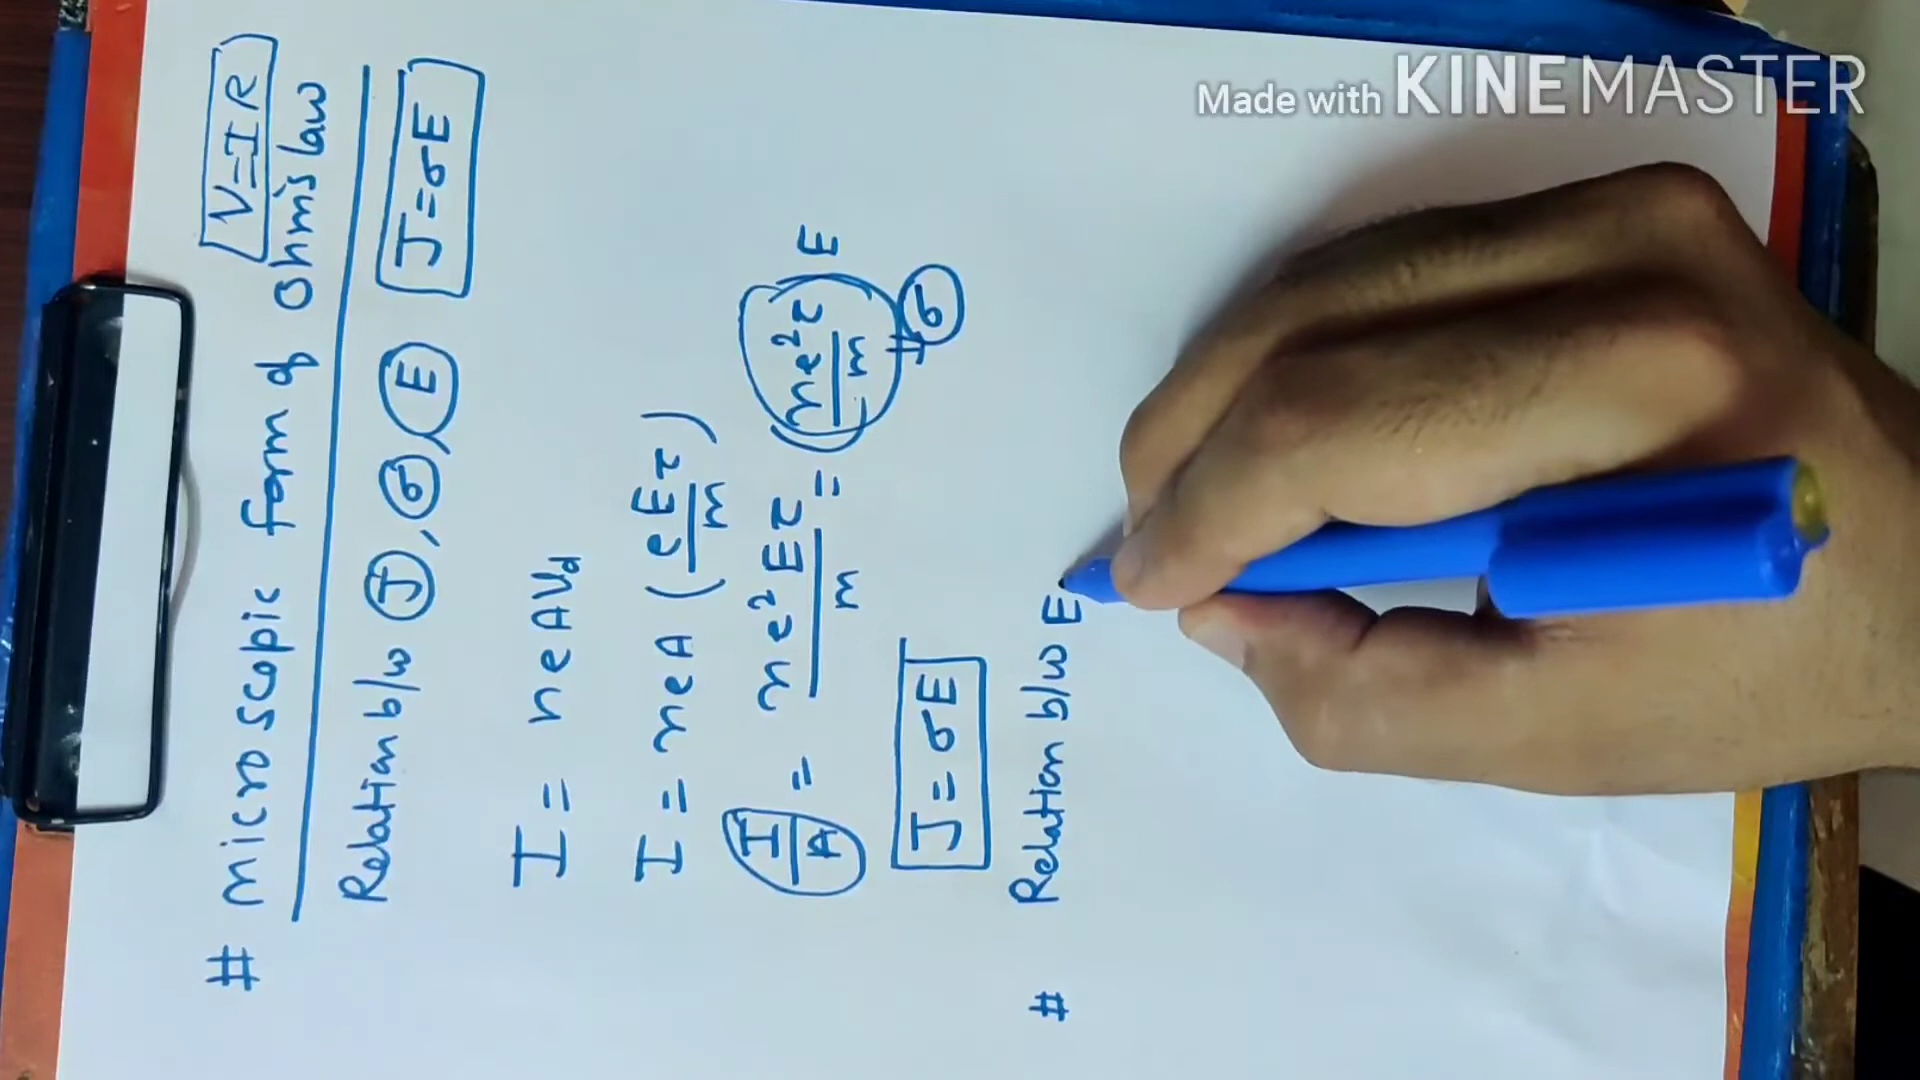 Made with KINEMASTER
V=IR
# microscopic form of Ohm's law
Relation b/w J, σ, E J=σE
I = neAVd
I = neA (eEτ/m)
I/A = ne²Eτ/m = (ne²τ/m) E
σ
J=σE
# Relation b/w E